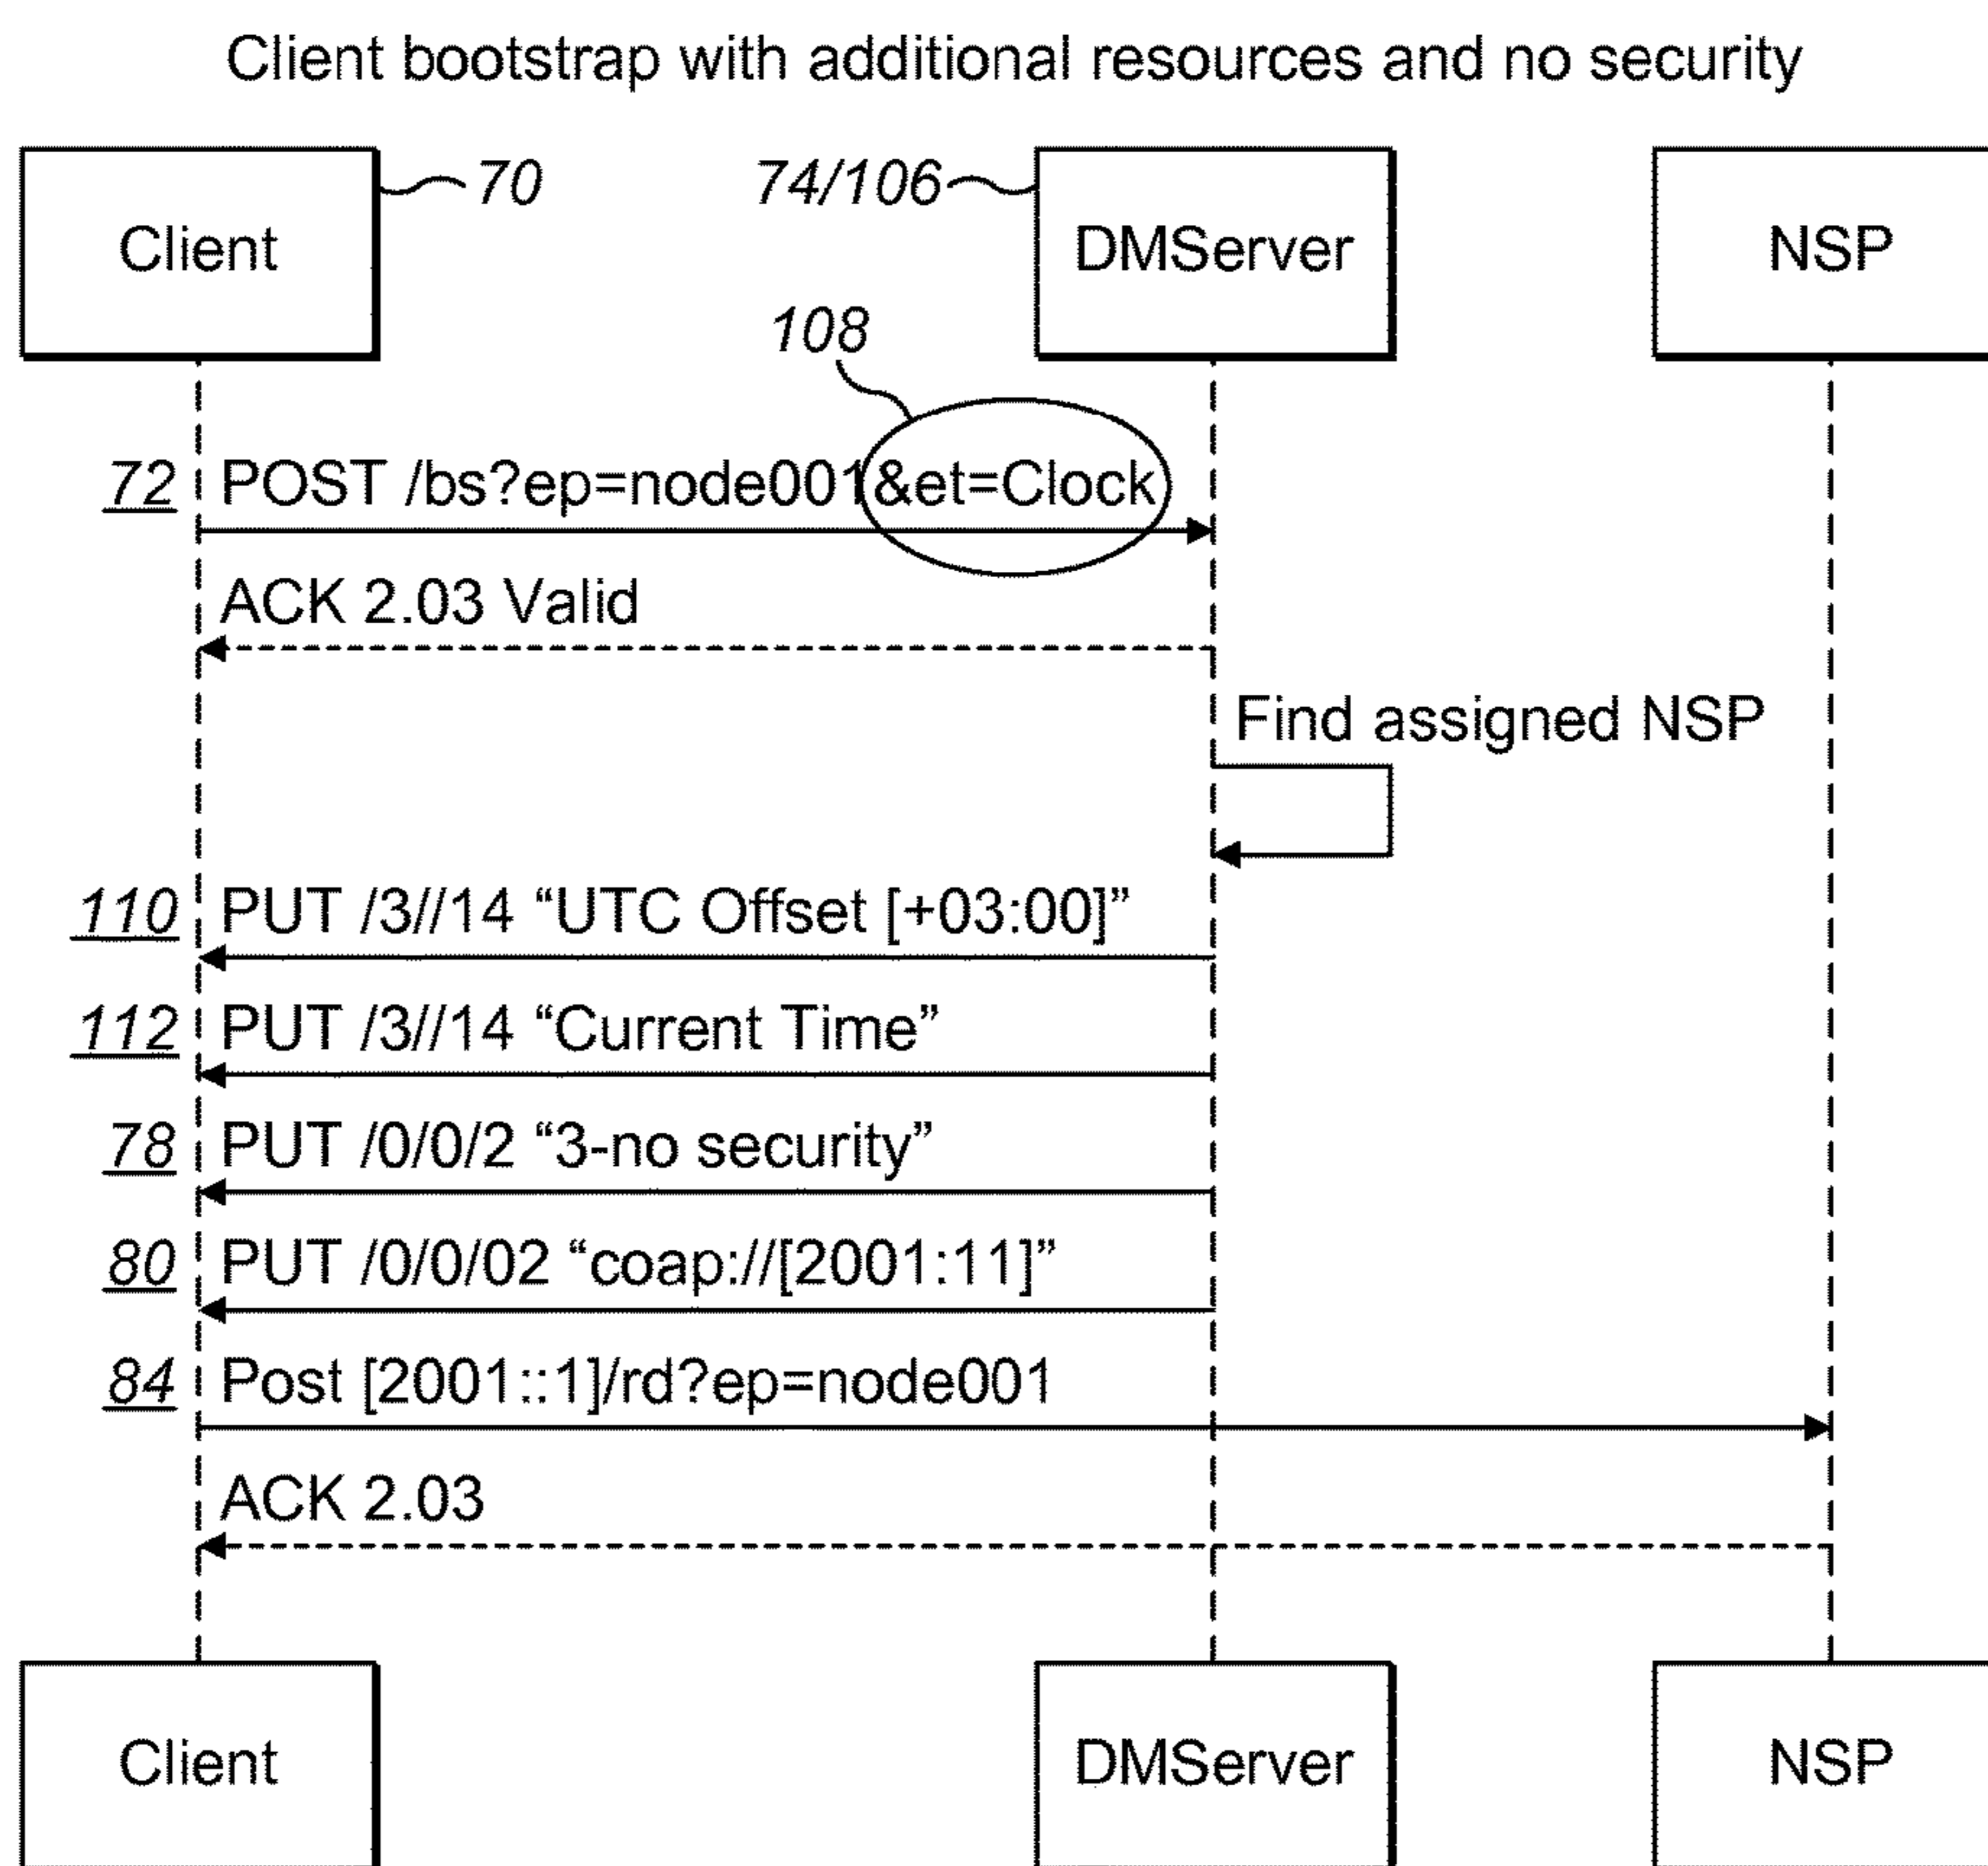 Client bootstrap with additional resources and no security
Client
70
74/106
DMServer
NSP
108
72 POST /bs?ep=node001&et=Clock
ACK 2.03 Valid
Find assigned NSP
110 PUT /3//14 “UTC Offset [+03:00]”
112 PUT /3//14 “Current Time”
78 PUT /0/0/2 “3-no security”
80 PUT /0/0/02 “coap://[2001:11]”
84 Post [2001::1]/rd?ep=node001
ACK 2.03
Client
DMServer
NSP